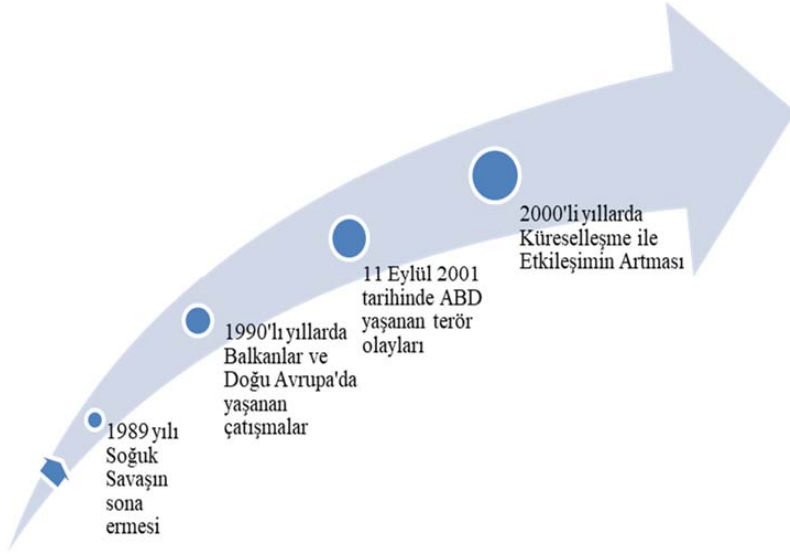 1989 yılı
Soğuk
Savaşın
sona
ermesi
1990'lı yıllarda
Balkanlar ve
Doğu Avrupa'da
yaşanan
çatışmalar
11 Eylül 2001
tarihinde ABD
yaşanan terör
olayları
2000'li yıllarda
Küreselleşme ile
Etkileşimin Artması